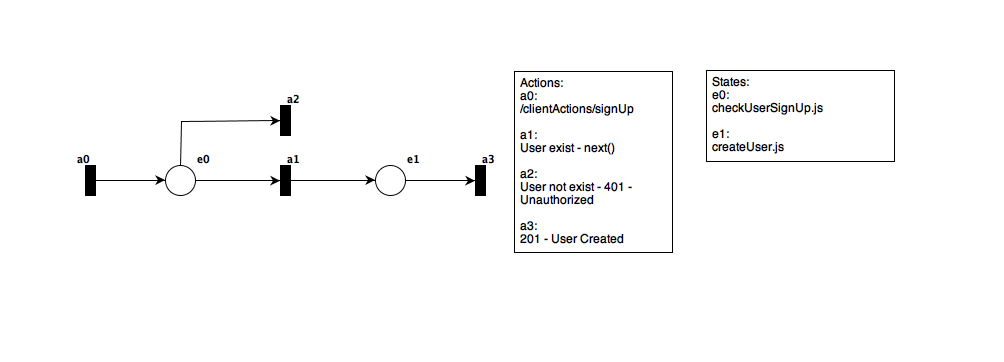 a2
a0
e0
a1
e1
a3
Actions:
a0:
/clientActions/signUp
a1:
User exist - next()
a2:
User not exist - 401 -
Unauthorized
a3:
201 - User Created
States:
e0:
checkUserSignUp.js
e1:
createUser.js